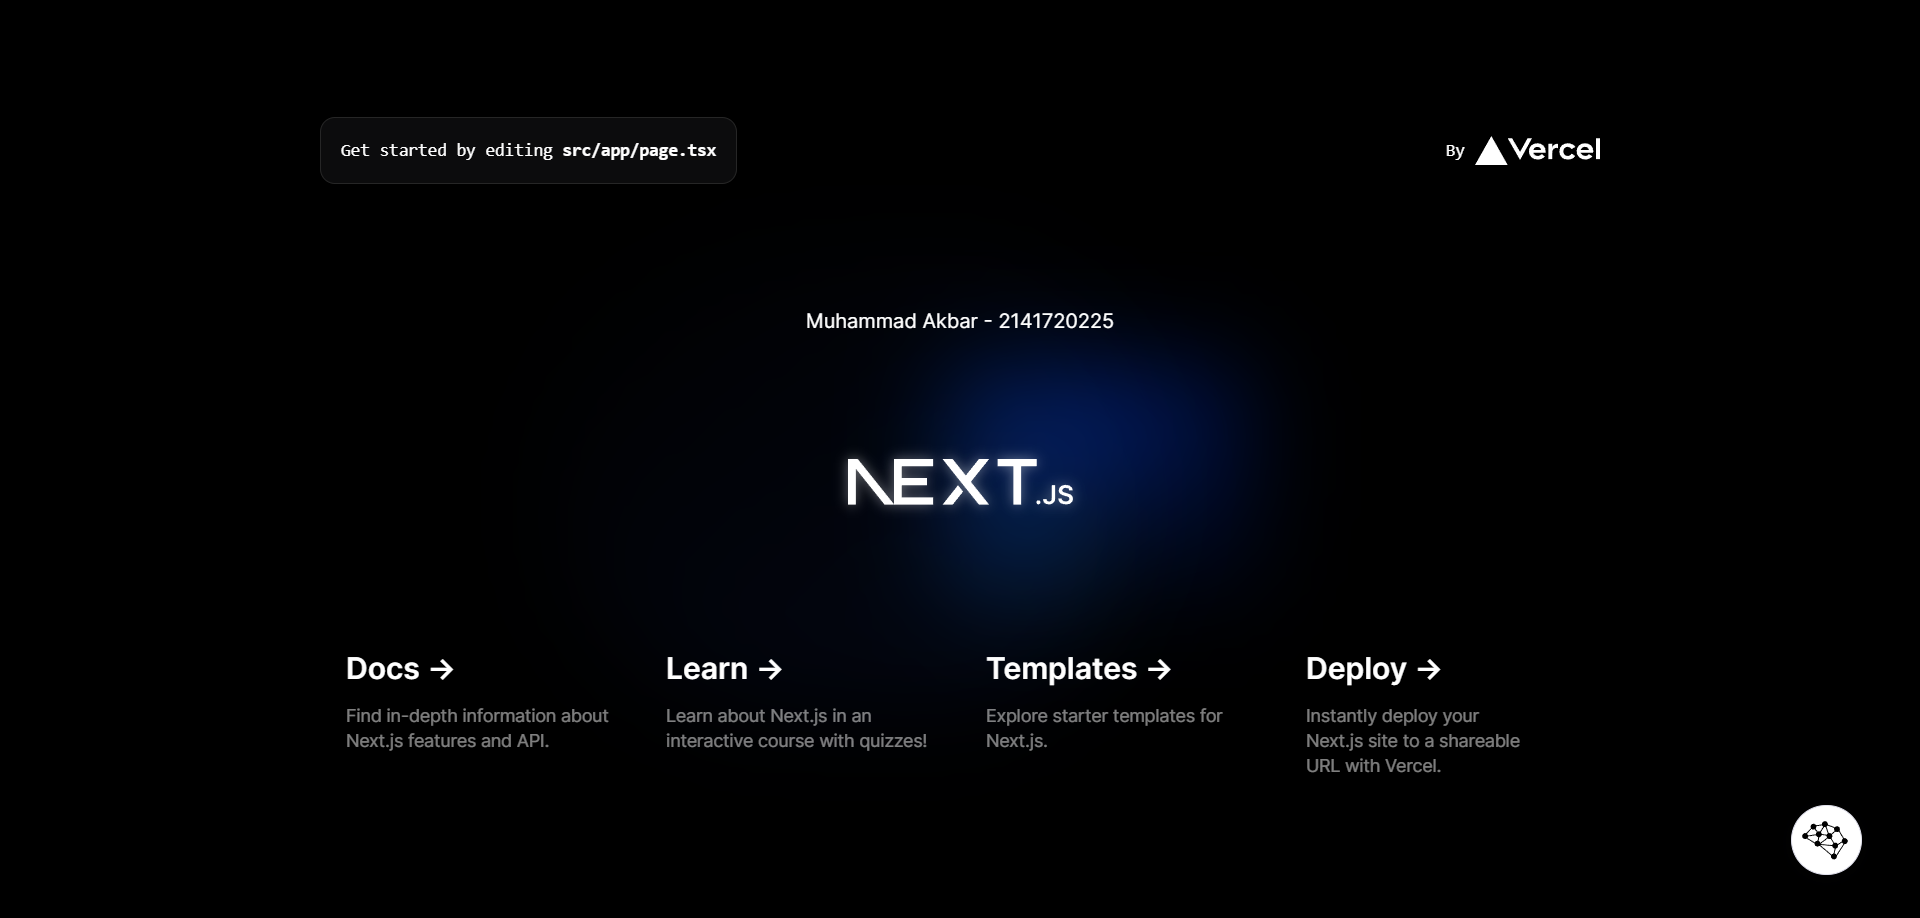 Get started by editing src/app/page.tsx
By Vercel
Muhammad Akbar - 2141720225
NEXT.JS
Docs →
Find in-depth information about
Next.js features and API.
Learn →
Learn about Next.js in an
interactive course with quizzes!
Templates →
Explore starter templates for
Next.js.
Deploy →
Instantly deploy your
Next.js site to a shareable
URL with Vercel.